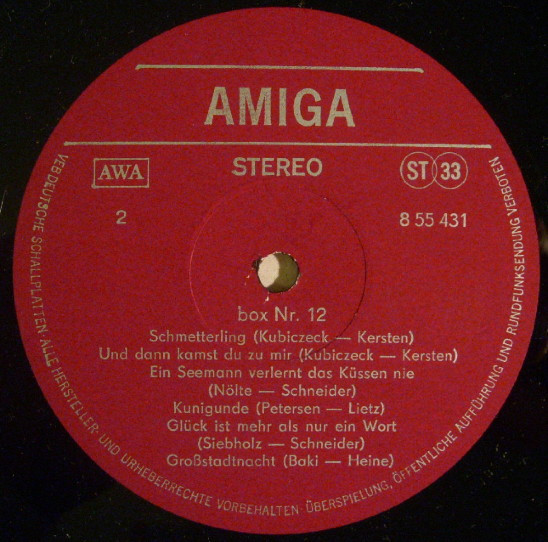 AMIGA
AWA
STEREO
ST 33
2
8 55 431
box Nr. 12
Schmetterling (Kubiczeck — Kersten)
Und dann kamst du zu mir (Kubiczeck — Kersten)
Ein Seemann verlernt das Küssen nie
(Nölte — Schneider)
Kunigunde (Petersen — Lietz)
Glück ist mehr als nur ein Wort
(Siebholz — Schneider)
Großstadtnacht (Baki — Heine)
VEB DEUTSCHE SCHALLPLATTEN · ALLE HERSTELLER- UND URHEBERRECHTE VORBEHALTEN · ÜBERSPIELUNG, ÖFFENTLICHE AUFFÜHRUNG UND RUNDFUNKSENDUNG VERBOTEN